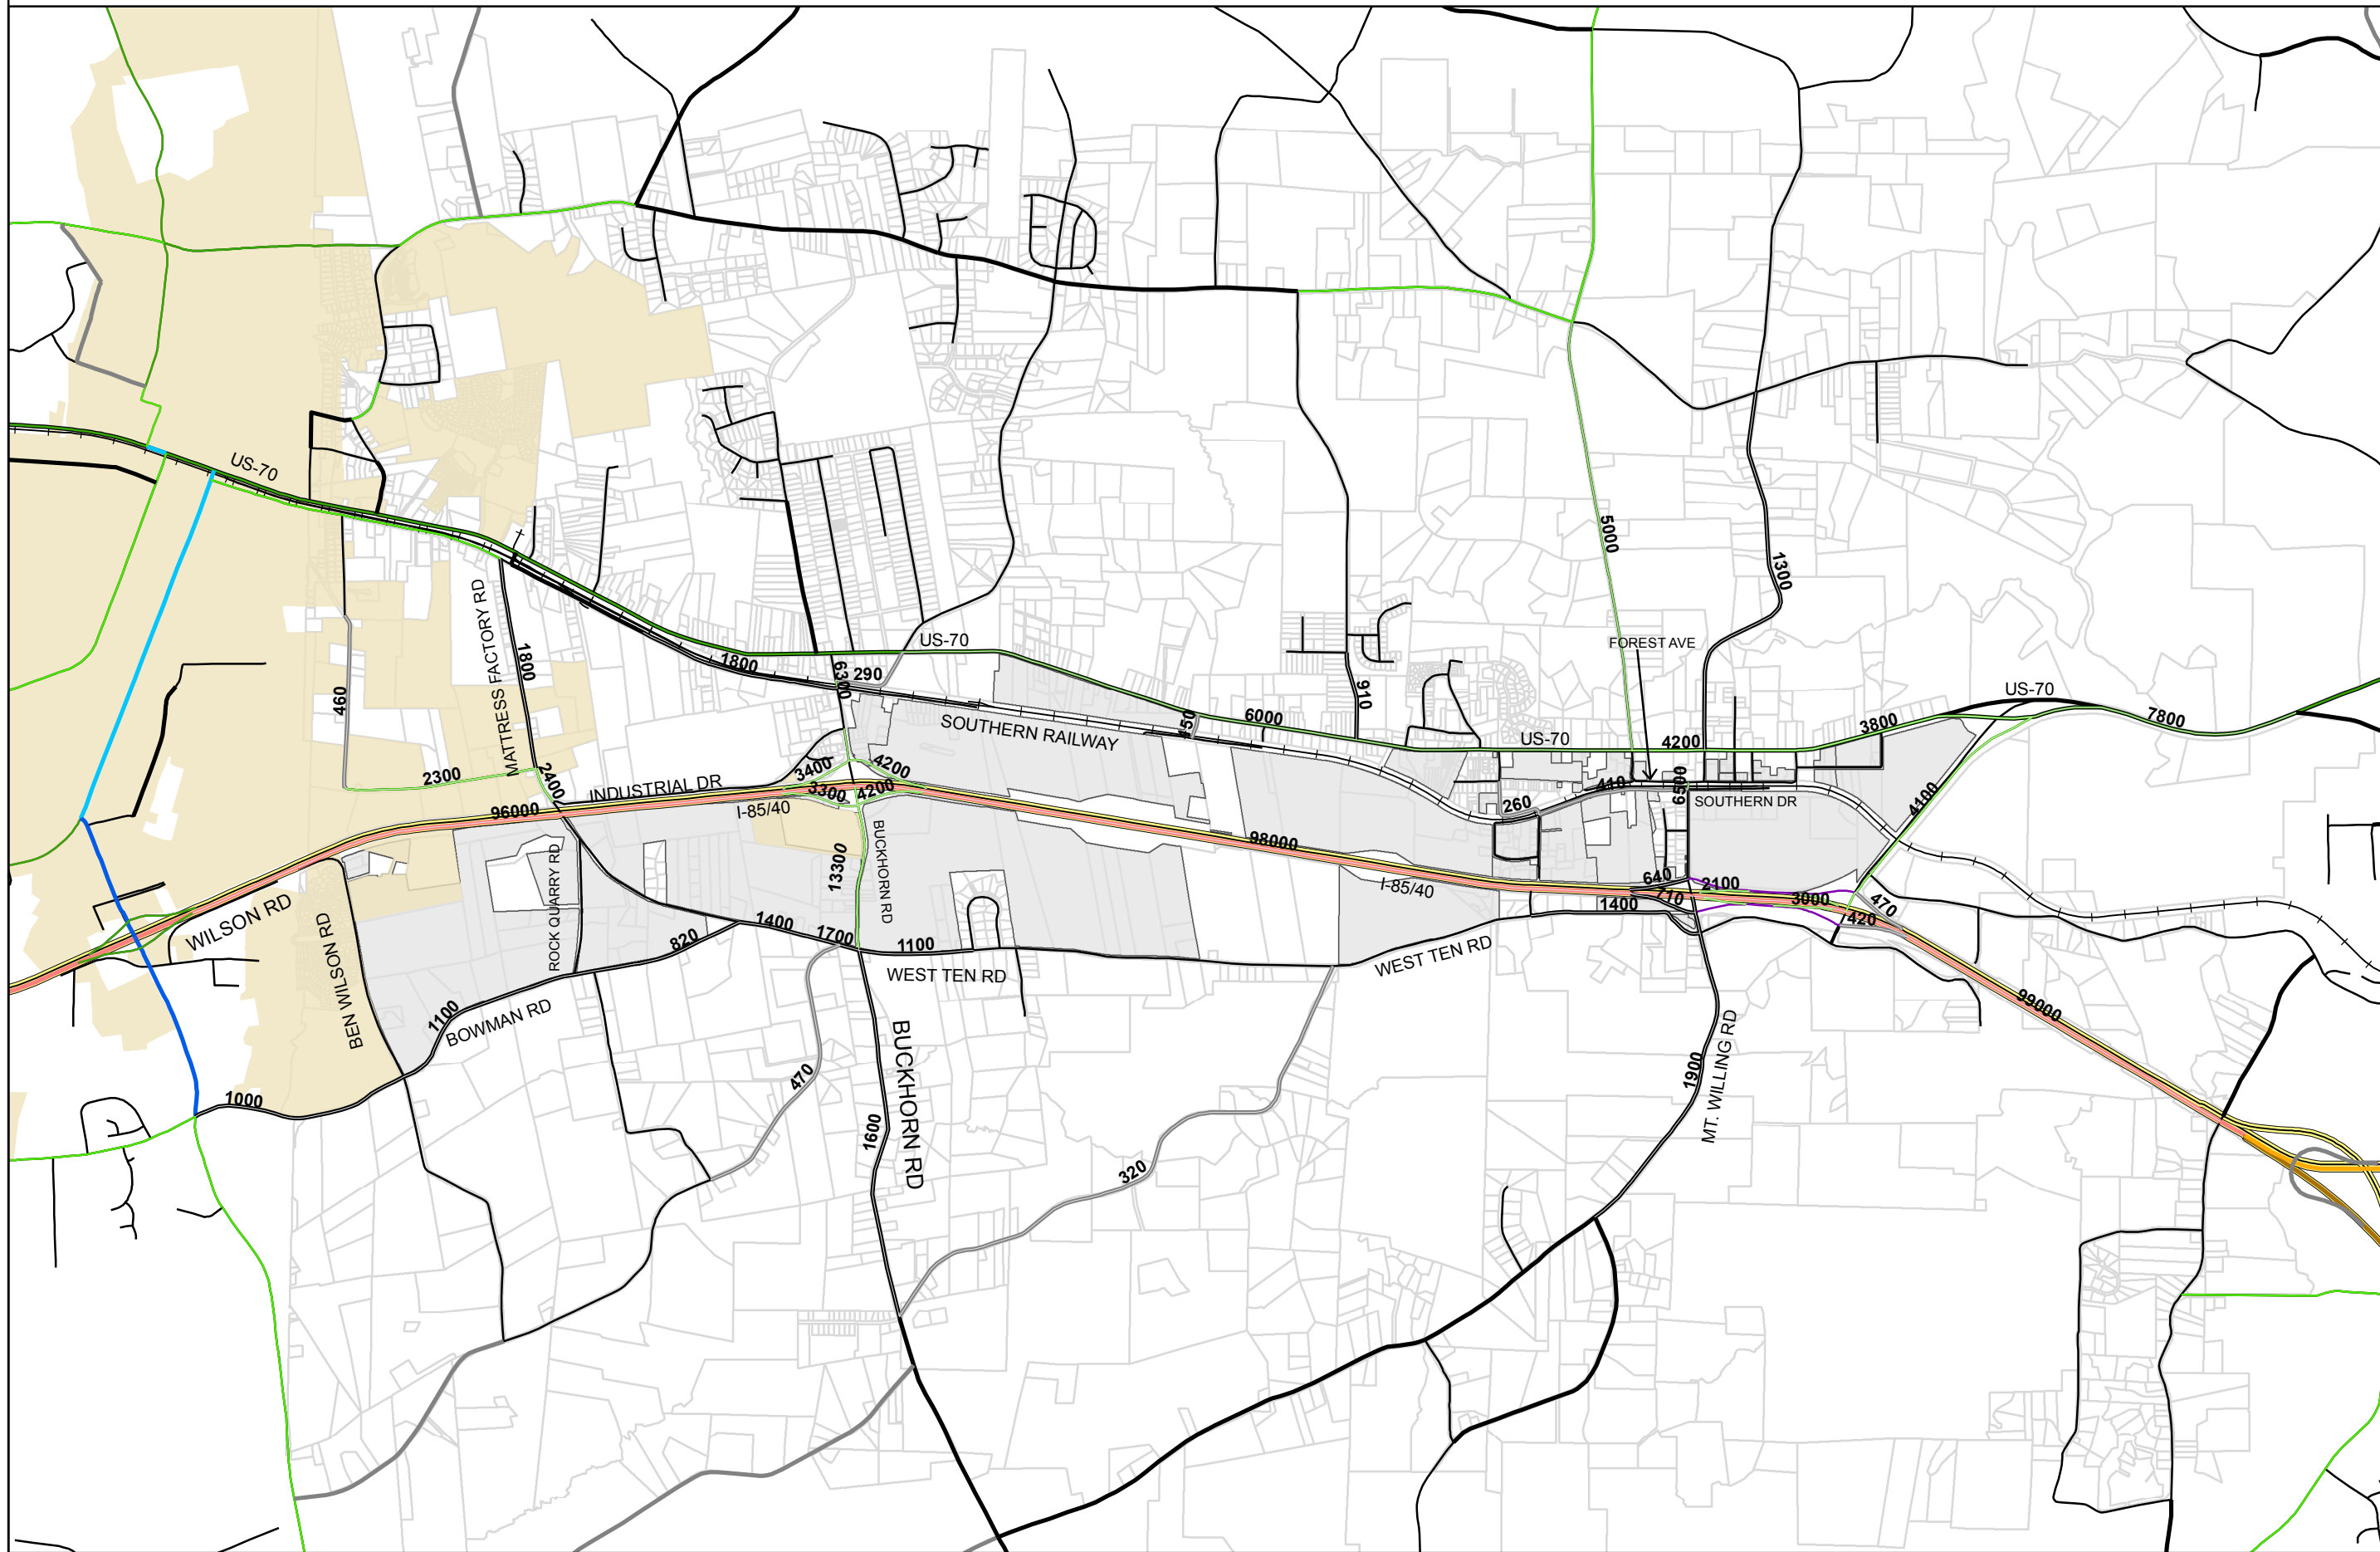 US-70
5000
1300
MATTRESS FACTORY RD
1800
FOREST AVE
US-70
1800
290
6300
460
910
US-70
450
6000
SOUTHERN RAILWAY
US-70
4200
3800
7800
2300
2400
INDUSTRIAL DR
3400
4200
3300
4200
I-85/40
96000
410
260
6500
SOUTHERN DR
4100
98000
BUCKHORN RD
13300
ROCK QUARRY RD
I-85/40
640
2100
710
1400
3000
470
420
WILSON RD
BEN WILSON RD
820
1400
1700
1100
WEST TEN RD
WEST TEN RD
1100
BOWMAN RD
99000
BUCKHORN RD
470
1600
1900
MT. WILLING RD
1000
320